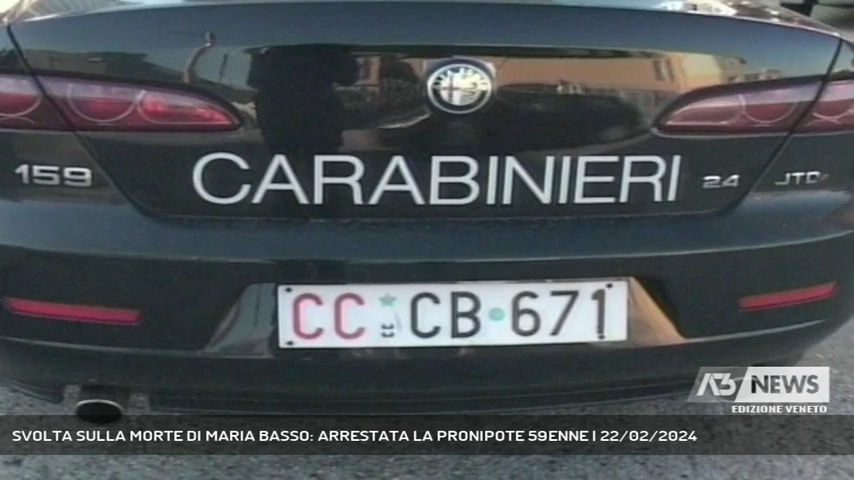 159 CARABINIERI 2.4 JTDM
CC CB 671
A3 NEWS
EDIZIONE VENETO
SVOLTA SULLA MORTE DI MARIA BASSO: ARRESTATA LA PRONIPOTE 59ENNE | 22/02/2024